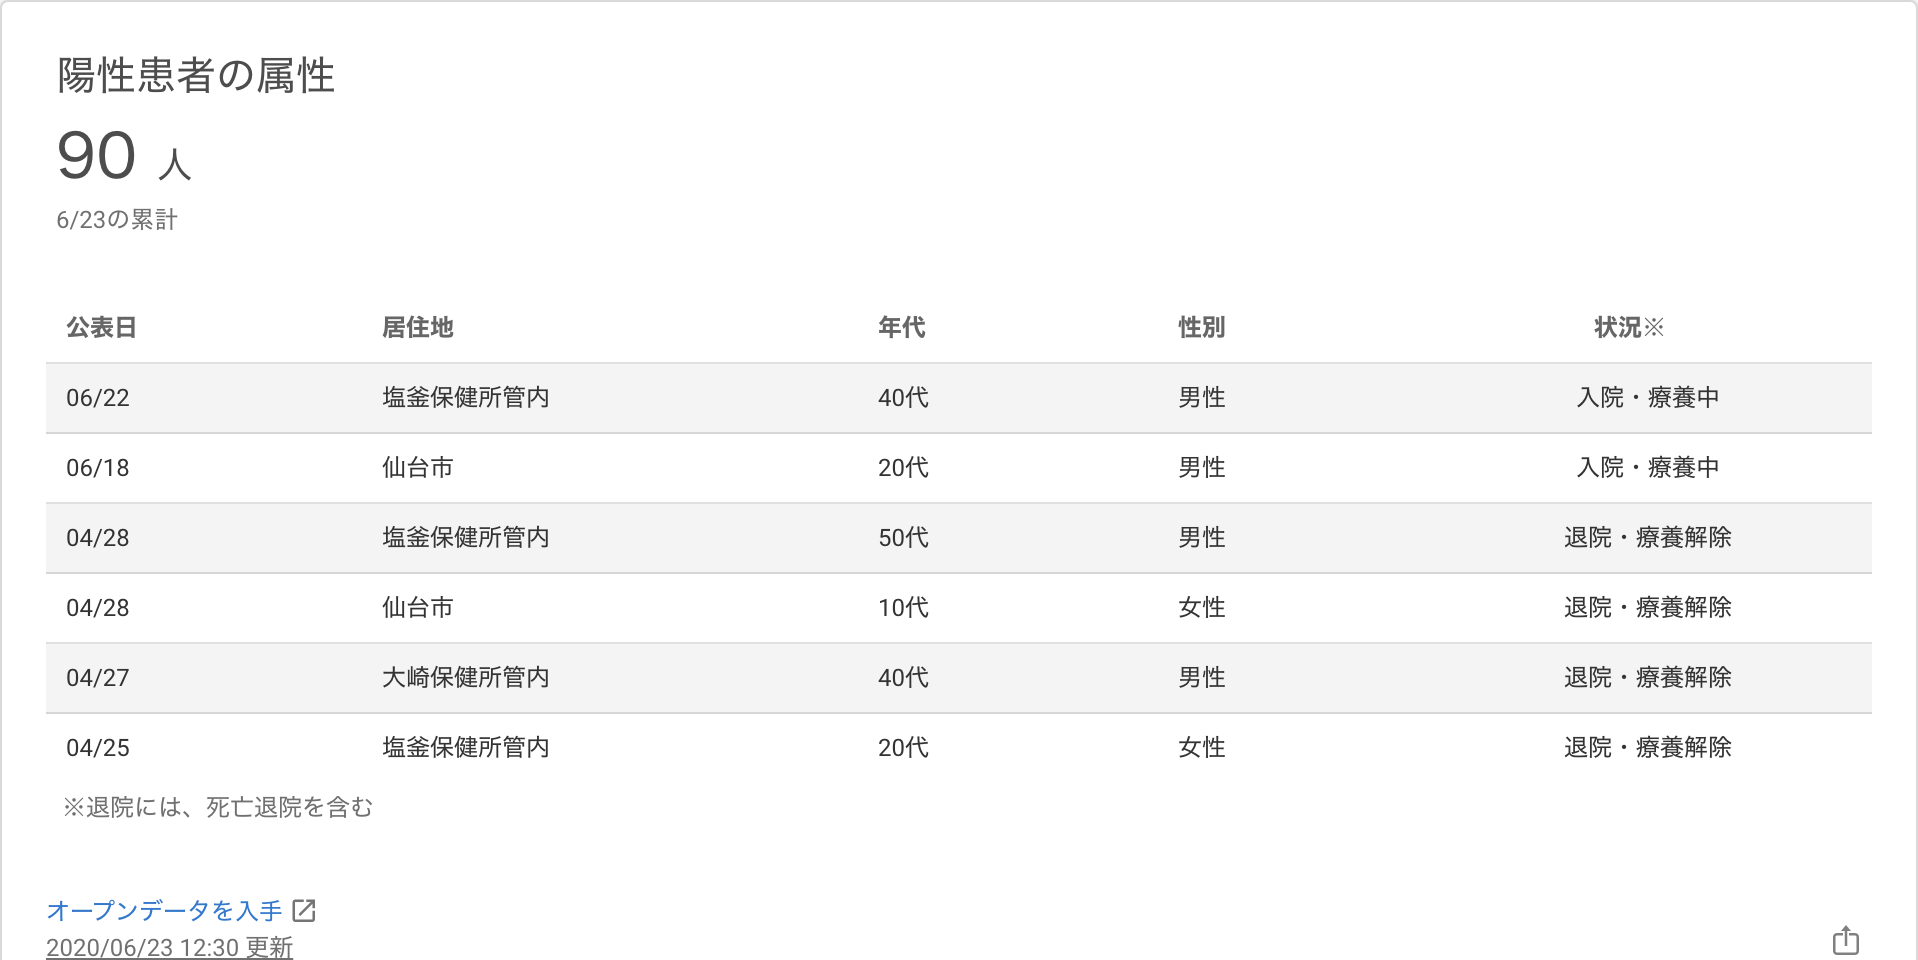 陽性患者の属性
90 人
6/23の累計
公表日 居住地 年代 性別 状況※
06/22 塩釜保健所管内 40代 男性 入院・療養中
06/18 仙台市 20代 男性 入院・療養中
04/28 塩釜保健所管内 50代 男性 退院・療養解除
04/28 仙台市 10代 女性 退院・療養解除
04/27 大崎保健所管内 40代 男性 退院・療養解除
04/25 塩釜保健所管内 20代 女性 退院・療養解除
※退院には、死亡退院を含む
オープンデータを入手
2020/06/23 12:30 更新